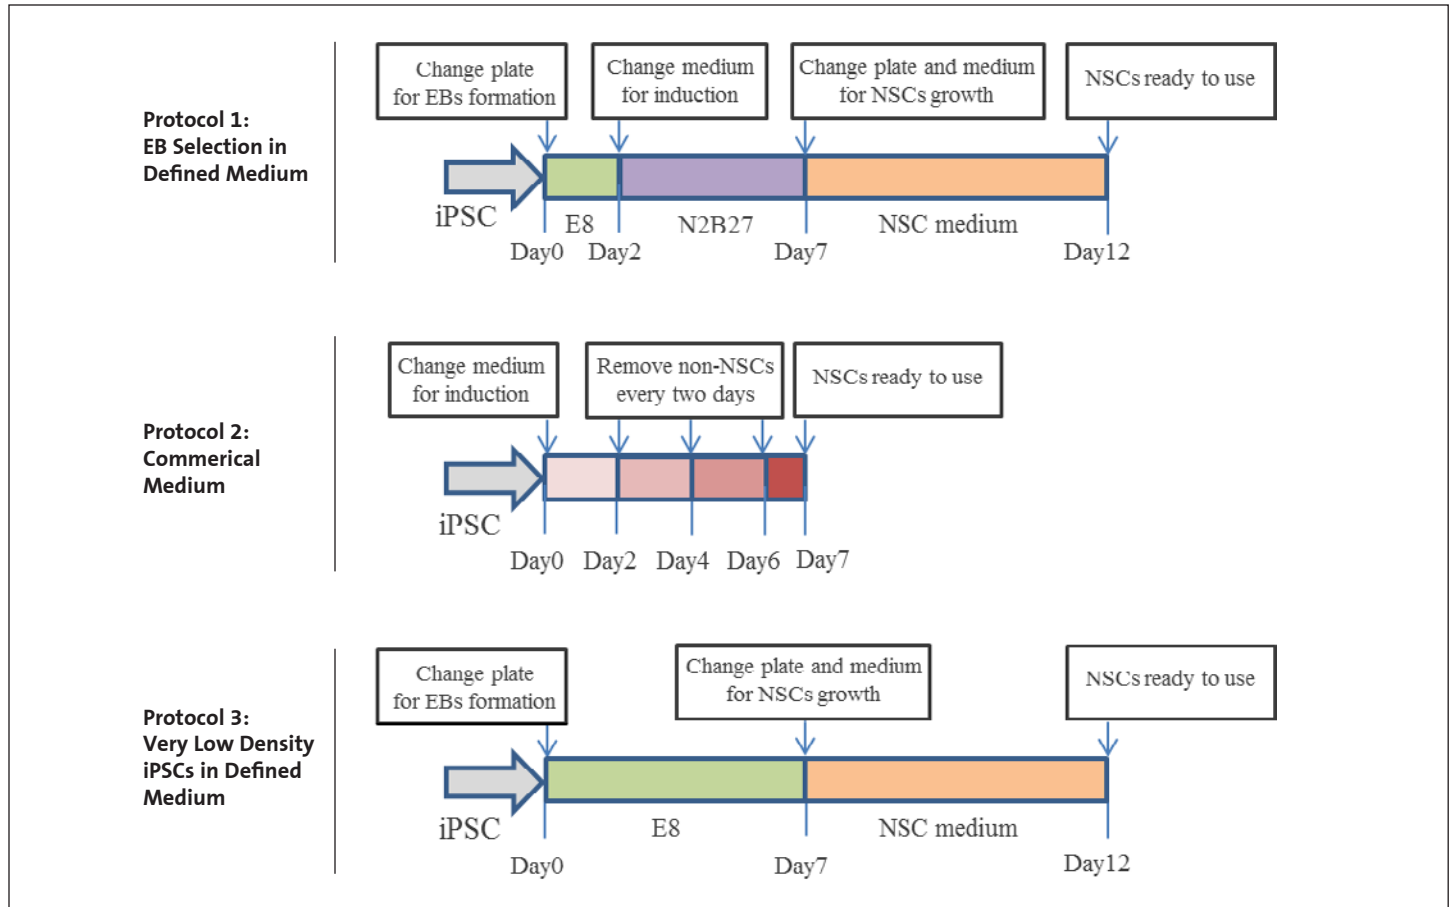 Protocol 1:
EB Selection in
Defined Medium
Change plate
for EBs formation
Change medium
for induction
Change plate and medium
for NSCs growth
NSCs ready to use
iPSC
E8
N2B27
NSC medium
Day0
Day2
Day7
Day12
Protocol 2:
Commerical
Medium
Change medium
for induction
Remove non-NSCs
every two days
NSCs ready to use
iPSC
Day0
Day2
Day4
Day6
Day7
Protocol 3:
Very Low Density
iPSCs in Defined
Medium
Change plate
for EBs formation
Change plate and medium
for NSCs growth
NSCs ready to use
iPSC
E8
NSC medium
Day0
Day7
Day12